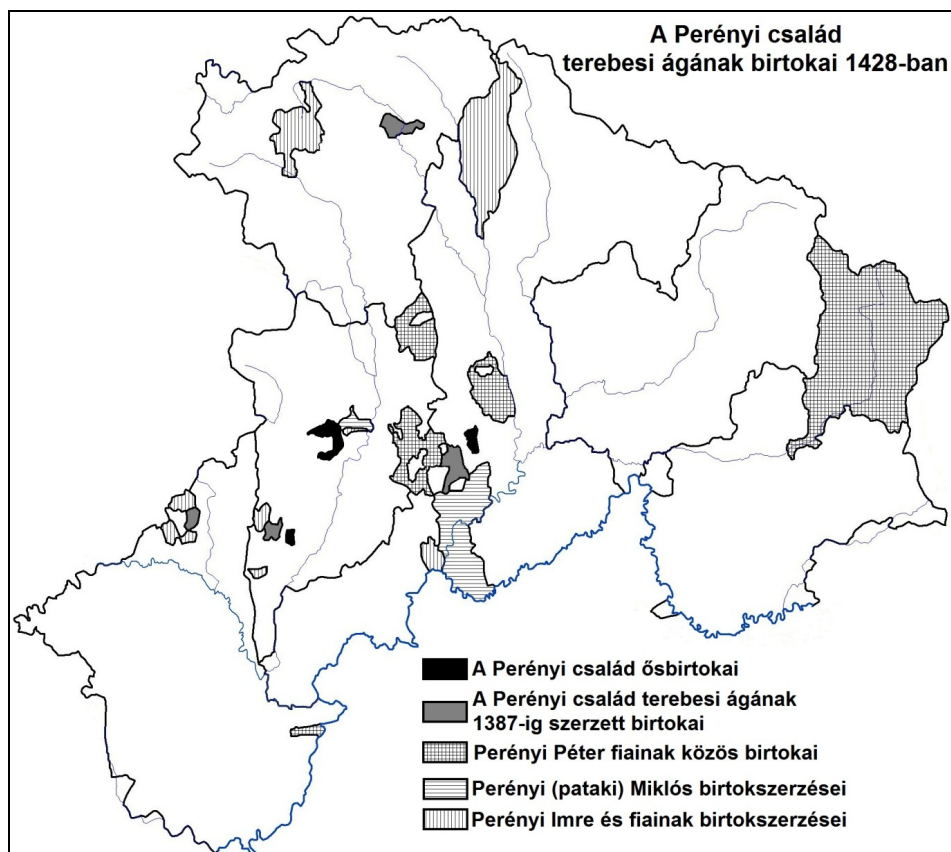 A Perényi család
terebesi ágának birtokai 1428-ban
A Perényi család ősbirtokai
A Perényi család terebesi ágának
1387-ig szerzett birtokai
Perényi Péter fiainak közös birtokai
Perényi (pataki) Miklós birtokszerzései
Perényi Imre és fiainak birtokszerzései